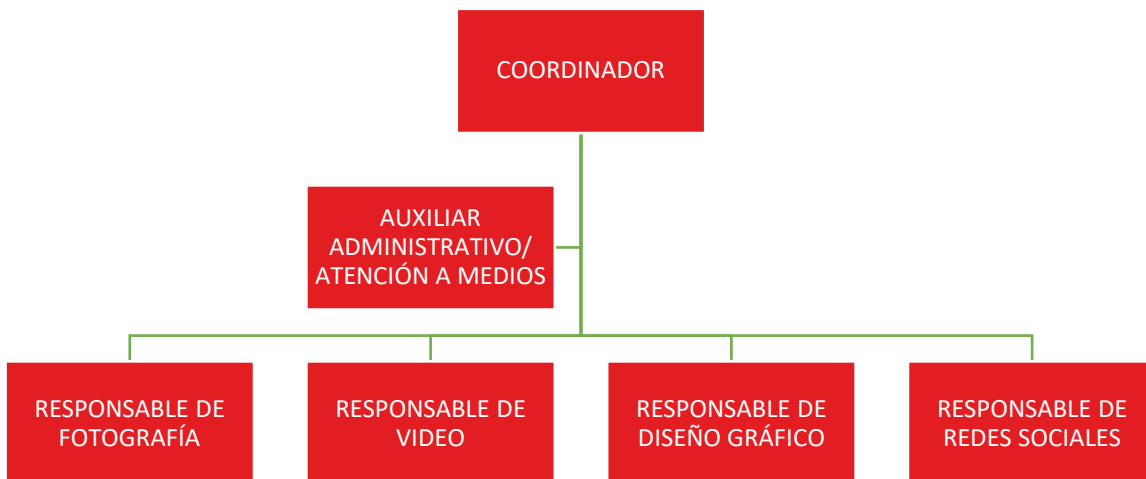 COORDINADOR
AUXILIAR
ADMINISTRATIVO/
ATENCIÓN A MEDIOS
RESPONSABLE DE
FOTOGRAFÍA
RESPONSABLE DE
VIDEO
RESPONSABLE DE
DISEÑO GRÁFICO
RESPONSABLE DE
REDES SOCIALES